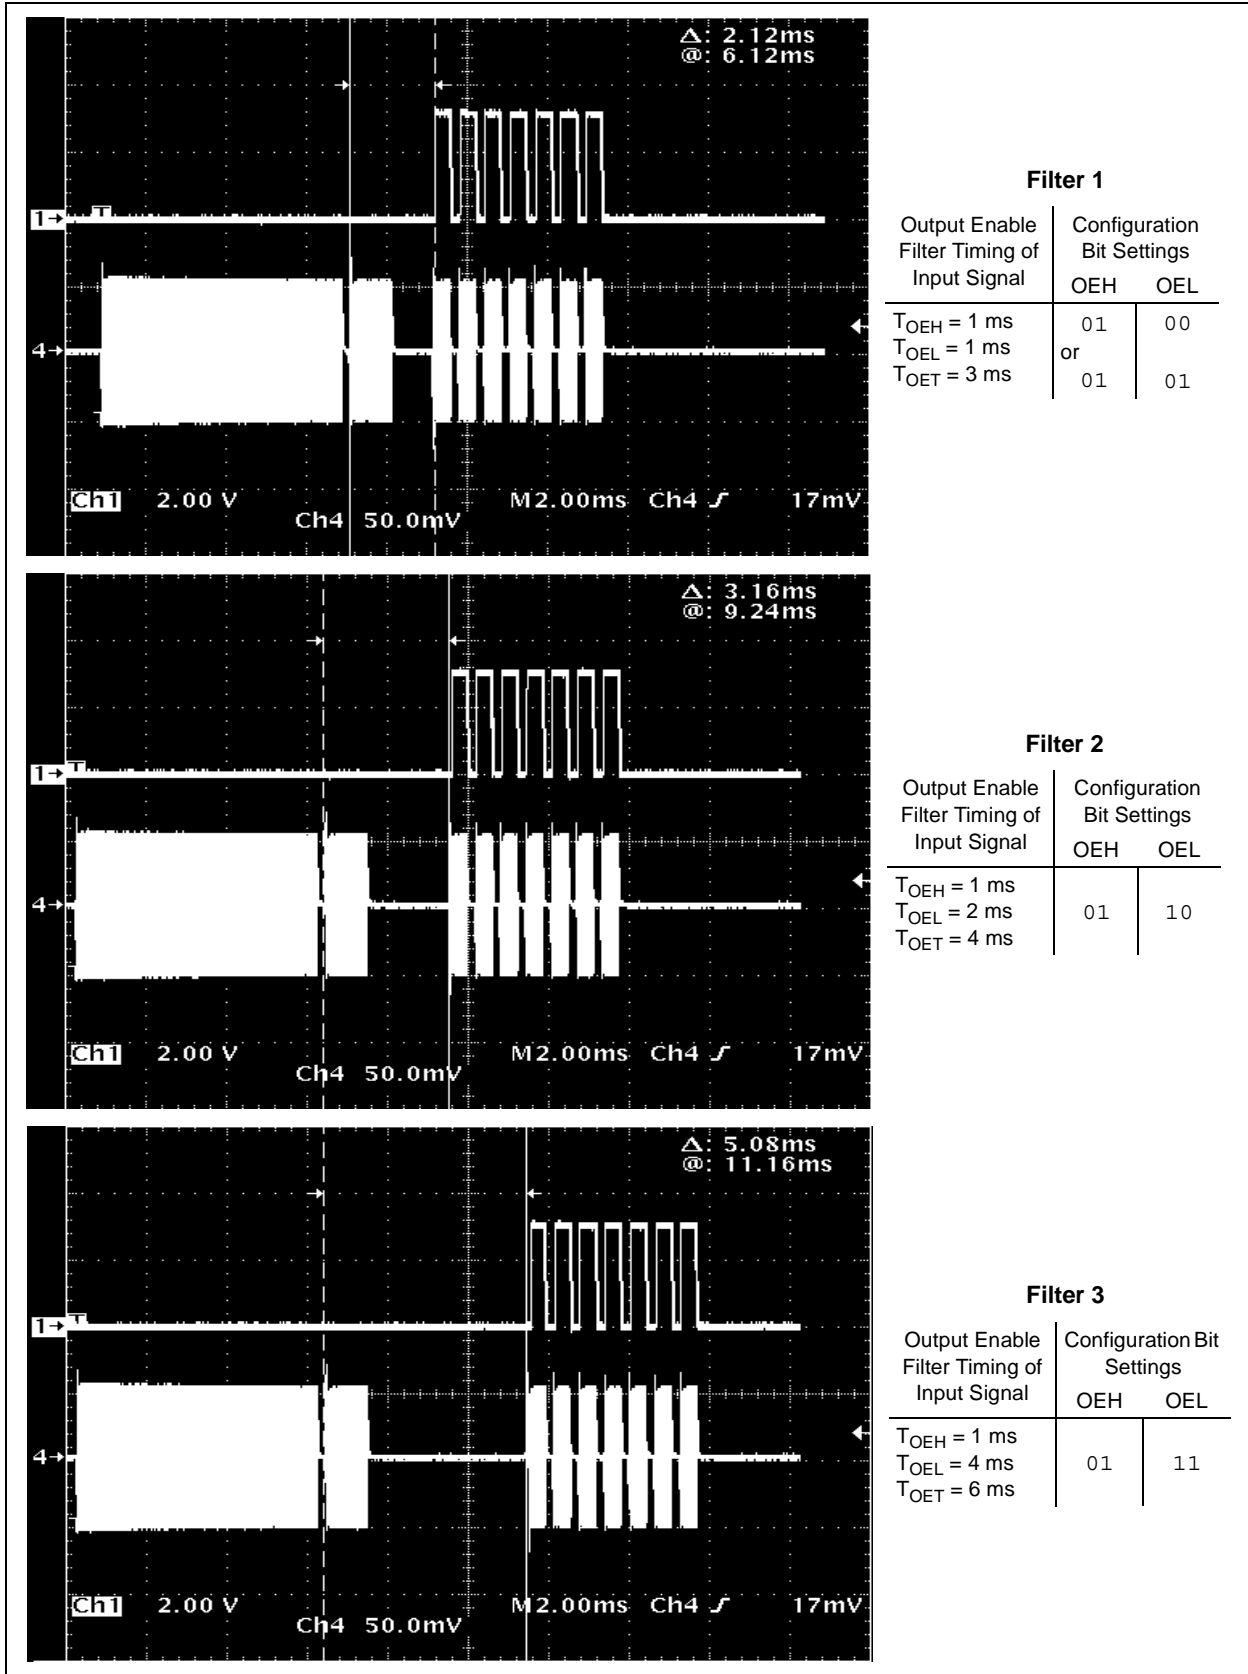 Δ: 2.12ms
@: 6.12ms
T
1→
4→
Ch1 2.00 V M2.00ms Ch4 17mV
Ch4 50.0mV
Filter 1
Output Enable Configuration
Filter Timing of Bit Settings
Input Signal OEH OEL
TOEH = 1 ms 01 00
TOEL = 1 ms or
TOET = 3 ms 01 01
Δ: 3.16ms
@: 9.24ms
T
1→
4→
Ch1 2.00 V M2.00ms Ch4 17mV
Ch4 50.0mV
Filter 2
Output Enable Configuration
Filter Timing of Bit Settings
Input Signal OEH OEL
TOEH = 1 ms
TOEL = 2 ms 01 10
TOET = 4 ms
Δ: 5.08ms
@: 11.16ms
T
1→
4→
Ch1 2.00 V M2.00ms Ch4 17mV
Ch4 50.0mV
Filter 3
Output Enable Configuration Bit
Filter Timing of Settings
Input Signal OEH OEL
TOEH = 1 ms
TOEL = 4 ms 01 11
TOET = 6 ms